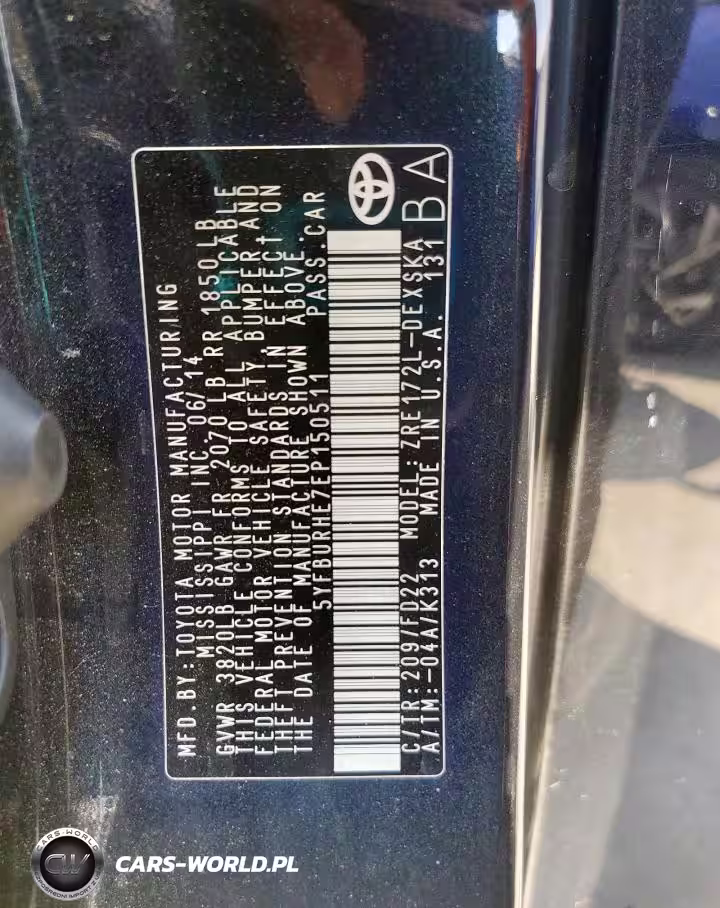 MFD.BY:TOYOTA MOTOR MANUFACTURING
MISSISSIPPI INC. 06/14
GVWR 3820LB GAWR FR 2070 LB RR 1850 LB
THIS VEHICLE CONFORMS TO ALL APPLICABLE
FEDERAL MOTOR VEHICLE SAFETY, BUMPER AND
THEFT PREVENTION STANDARDS IN EFFECT ON
THE DATE OF MANUFACTURE SHOWN ABOVE.
5YFBURHE7EP150511 PASS.CAR
C/TR:209/FD22 MODEL:ZRE172L-DEXSKA
A/TM:-04A/K313 MADE IN U.S.A. 131
BA
CARS-WORLD
CW
CARS-WORLD.PL